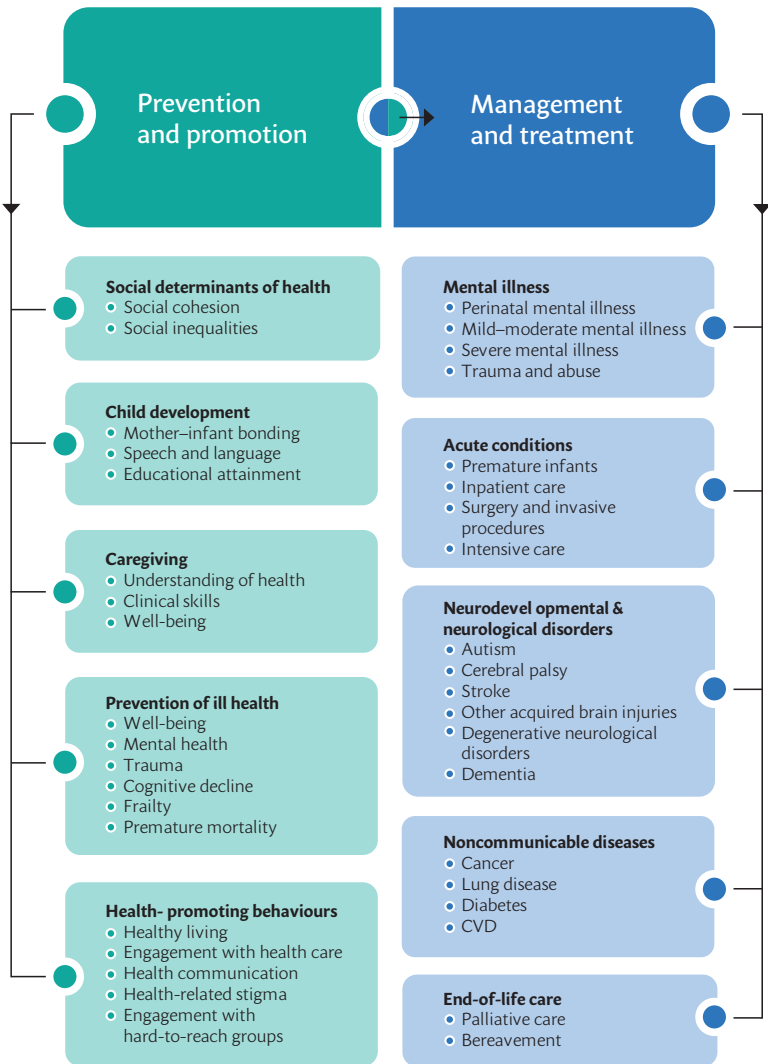 Prevention
and promotion
Management
and treatment
Social determinants of health
Social cohesion
Social inequalities
Child development
Mother–infant bonding
Speech and language
Educational attainment
Caregiving
Understanding of health
Clinical skills
Well-being
Prevention of ill health
Well-being
Mental health
Trauma
Cognitive decline
Frailty
Premature mortality
Health- promoting behaviours
Healthy living
Engagement with health care
Health communication
Health-related stigma
Engagement with
hard-to-reach groups
Mental illness
Perinatal mental illness
Mild–moderate mental illness
Severe mental illness
Trauma and abuse
Acute conditions
Premature infants
Inpatient care
Surgery and invasive
procedures
Intensive care
Neurodevel opmental &
neurological disorders
Autism
Cerebral palsy
Stroke
Other acquired brain injuries
Degenerative neurological
disorders
Dementia
Noncommunicable diseases
Cancer
Lung disease
Diabetes
CVD
End-of-life care
Palliative care
Bereavement